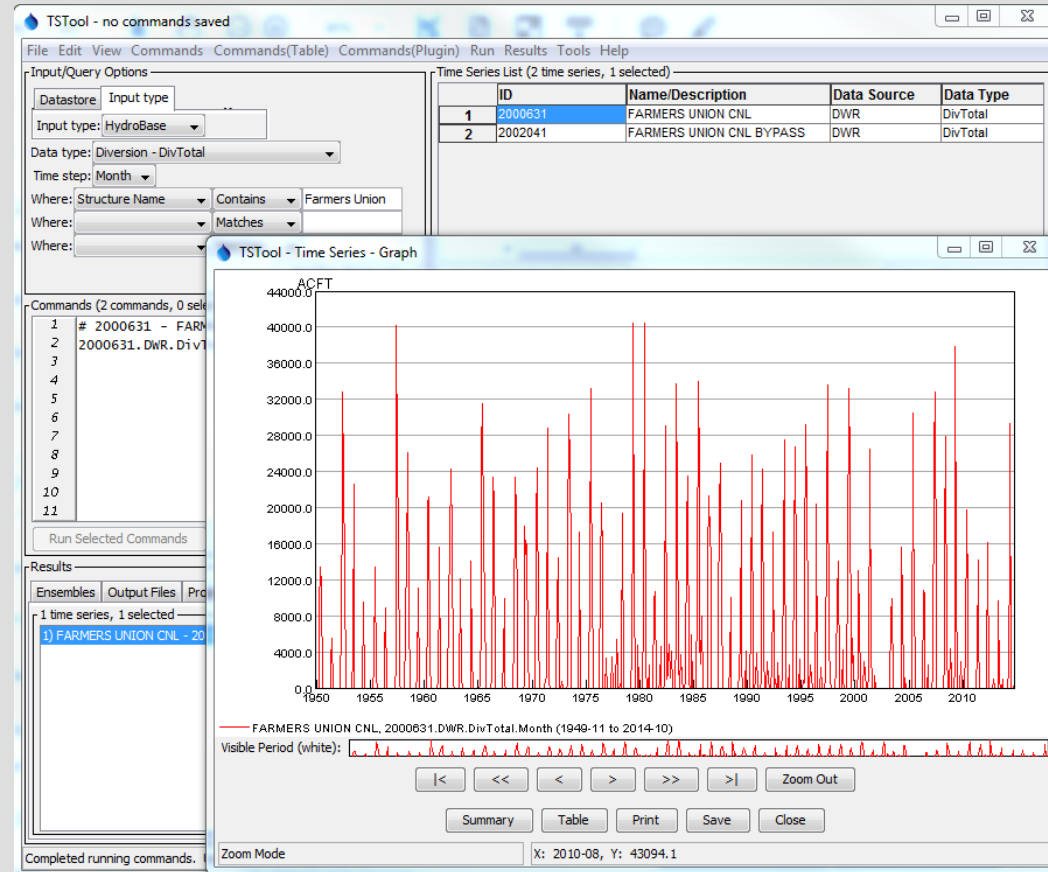 TSTool - no commands saved
File Edit View Commands Commands(Table) Commands(Plugin) Run Results Tools Help
Input/Query Options
Datastore Input type
Input type: HydroBase
Data type: Diversion - DivTotal
Time step: Month
Where: Structure Name Contains Farmers Union
Where: Matches
Where:
Time Series List (2 time series, 1 selected)
ID Name/Description Data Source Data Type
1 2000631 FARMERS UNION CNL DWR DivTotal
2 2002041 FARMERS UNION CNL BYPASS DWR DivTotal
Commands (2 commands, 0 sele
1 # 2000631 - FARM
2 2000631.DWR.DivT
3
4
5
6
7
8
9
10
11
Run Selected Commands
Results
Ensembles Output Files Pro
1 time series, 1 selected
1) FARMERS UNION CNL - 20
Completed running commands.
TSTool - Time Series - Graph
ACFT
44000.0
40000.0
36000.0
32000.0
28000.0
24000.0
20000.0
16000.0
12000.0
8000.0
4000.0
0.0
1950 1955 1960 1965 1970 1975 1980 1985 1990 1995 2000 2005 2010
FARMERS UNION CNL, 2000631.DWR.DivTotal.Month (1949-11 to 2014-10)
Visible Period (white):
|< << < > >> >| Zoom Out
Summary Table Print Save Close
Zoom Mode X: 2010-08, Y: 43094.1